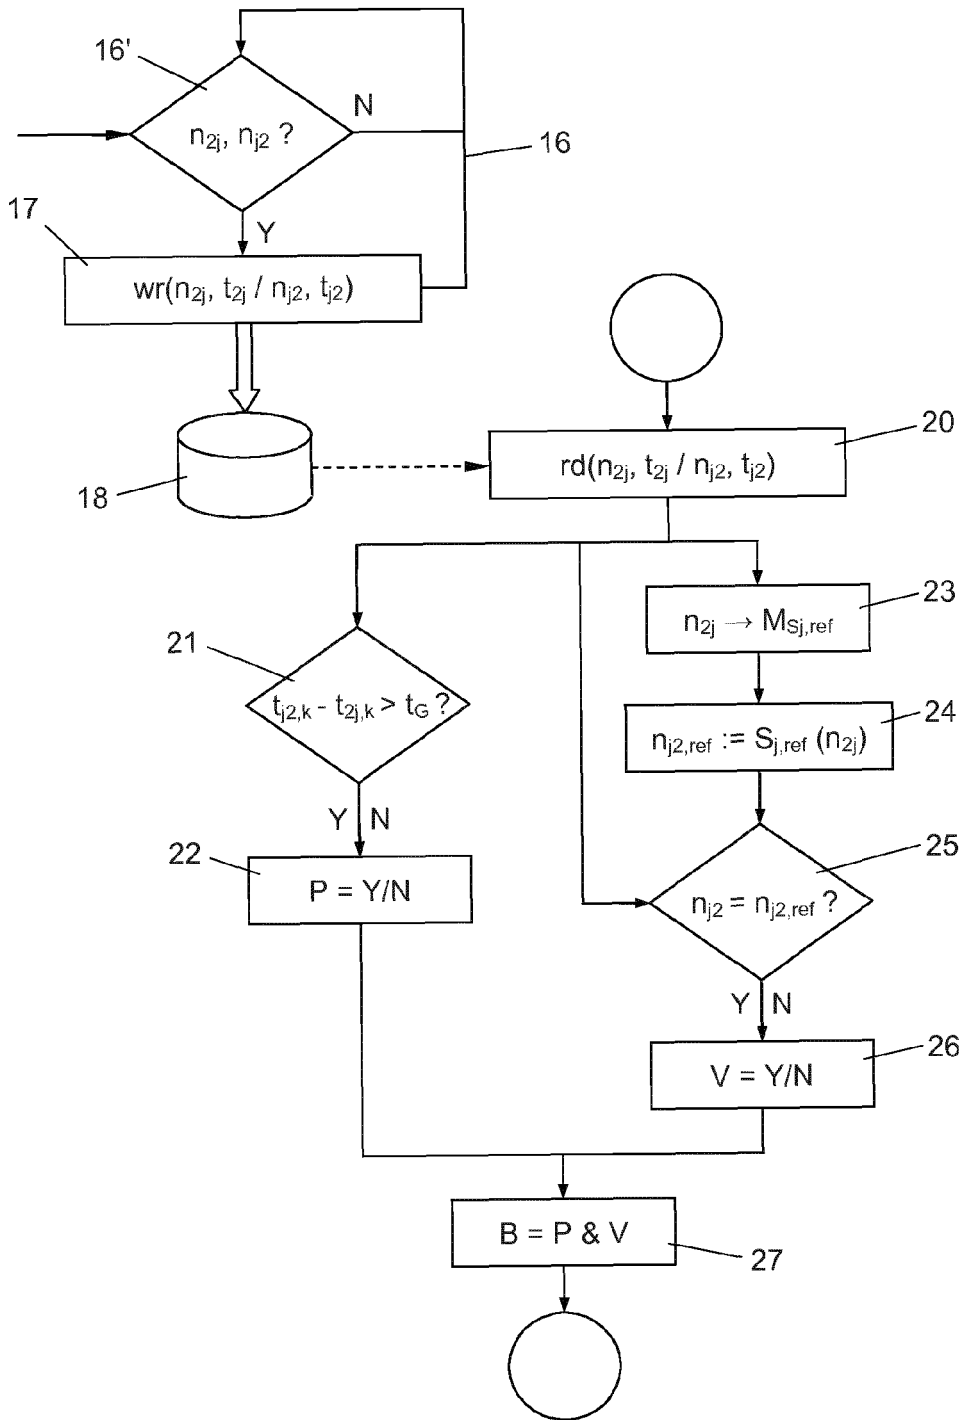 16'
N
n2j, nj2 ?
16
17
Y
wr(n2j, t2j / nj2, tj2)
20
rd(n2j, t2j / nj2, tj2)
18
23
n2j → MSj,ref
21
tj2,k - t2j,k > tG ?
24
nj2,ref := Sj,ref (n2j)
Y N
22
25
P = Y/N
nj2 = nj2,ref ?
Y N
26
V = Y/N
B = P & V
27